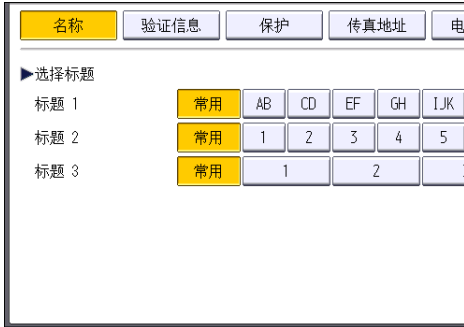 名称 验证信息 保护 传真地址 电
▶选择标题
标题 1 常用 AB CD EF GH IJK
标题 2 常用 1 2 3 4 5
标题 3 常用 1 2